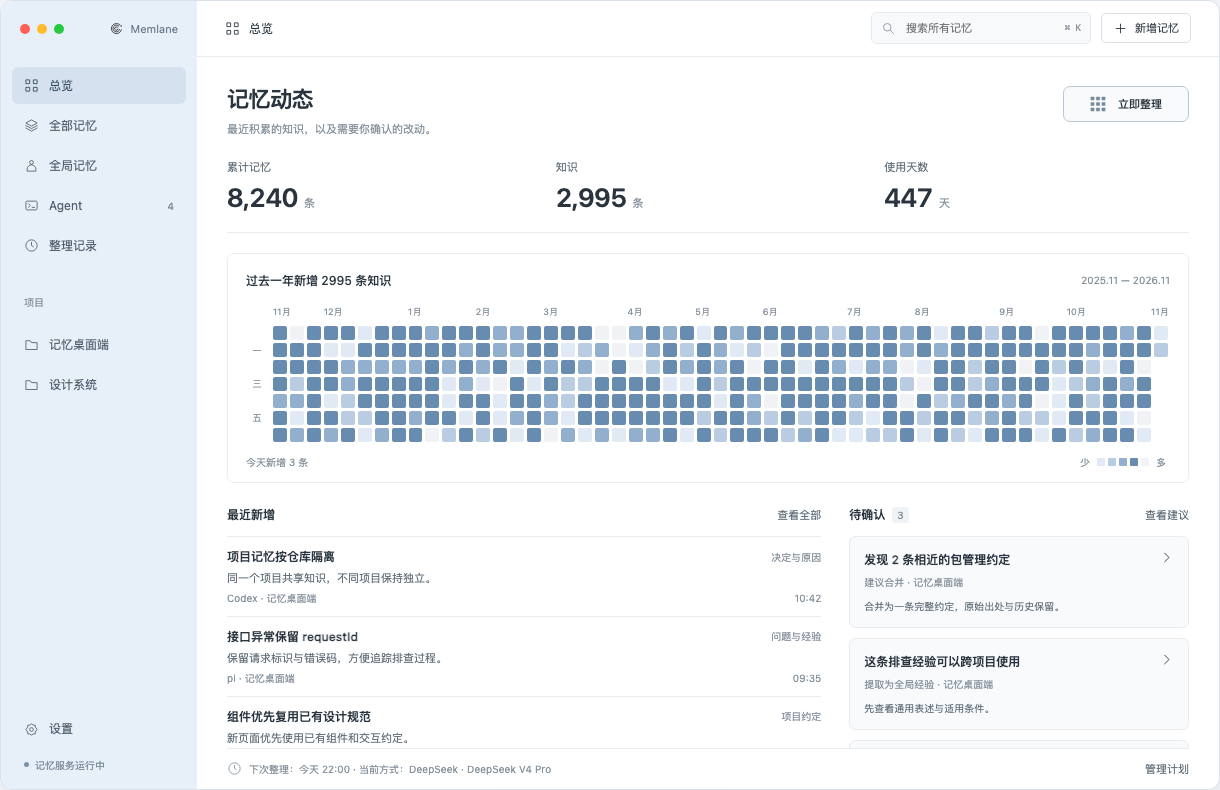 Memlane
总览
全部记忆
全局记忆
Agent 4
整理记录
项目
记忆桌面端
设计系统
设置
记忆服务运行中
总览
搜索所有记忆 ⌘ K
新增记忆
记忆动态
最近积累的知识，以及需要你确认的改动。
立即整理
累计记忆
8,240 条
知识
2,995 条
使用天数
447 天
过去一年新增 2995 条知识
2025.11 — 2026.11
11月 12月 1月 2月 3月 4月 5月 6月 7月 8月 9月 10月 11月
一
三
五
今天新增 3 条
少 多
最近新增
查看全部
项目记忆按仓库隔离
决定与原因
同一个项目共享知识，不同项目保持独立。
Codex · 记忆桌面端
10:42
接口异常保留 requestId
问题与经验
保留请求标识与错误码，方便追踪排查过程。
pi · 记忆桌面端
09:35
组件优先复用已有设计规范
项目约定
新页面优先使用已有组件和交互约定。
待确认 3
查看建议
发现 2 条相近的包管理约定
建议合并 · 记忆桌面端
合并为一条完整约定，原始出处与历史保留。
这条排查经验可以跨项目使用
提取为全局经验 · 记忆桌面端
先查看通用表述与适用条件。
下次整理：今天 22:00 · 当前方式：DeepSeek · DeepSeek V4 Pro
管理计划